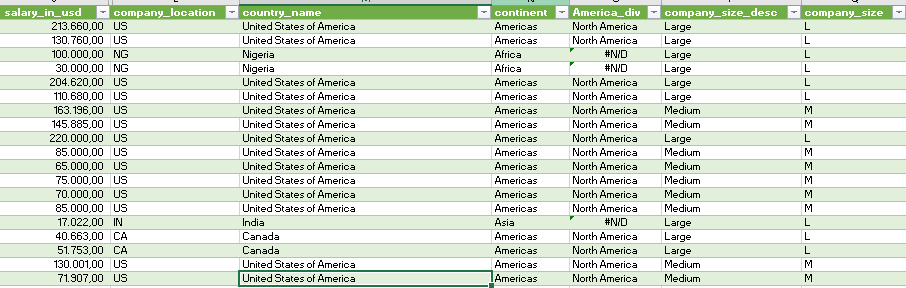 salary_in_usd company_location country_name continent America_div company_size_desc company_size
213.660,00 US United States of America Americas North America Large L
130.760,00 US United States of America Americas North America Large L
100.000,00 NG Nigeria Africa #N/D Large L
30.000,00 NG Nigeria Africa #N/D Large L
204.620,00 US United States of America Americas North America Large L
110.680,00 US United States of America Americas North America Large L
163.196,00 US United States of America Americas North America Medium M
145.885,00 US United States of America Americas North America Medium M
220.000,00 US United States of America Americas North America Large L
85.000,00 US United States of America Americas North America Medium M
65.000,00 US United States of America Americas North America Medium M
75.000,00 US United States of America Americas North America Medium M
70.000,00 US United States of America Americas North America Medium M
85.000,00 US United States of America Americas North America Medium M
17.022,00 IN India Asia #N/D Large L
40.663,00 CA Canada Americas North America Large L
51.753,00 CA Canada Americas North America Large L
130.001,00 US United States of America Americas North America Medium M
71.907,00 US United States of America Americas North America Medium M